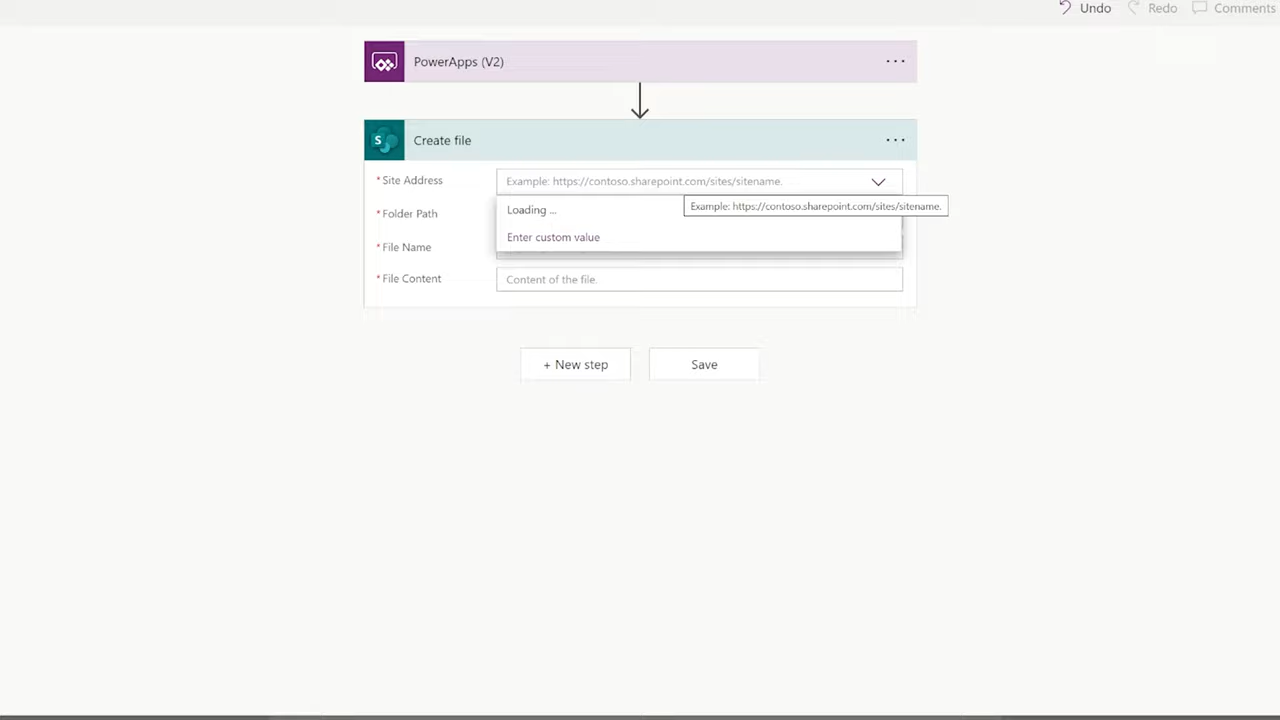 Undo Redo Comments
PowerApps (V2)
S Create file
* Site Address Example: https://contoso.sharepoint.com/sites/sitename.
Loading ... Example: https://contoso.sharepoint.com/sites/sitename.
* Folder Path
Enter custom value
* File Name
* File Content Content of the file.
+ New step Save